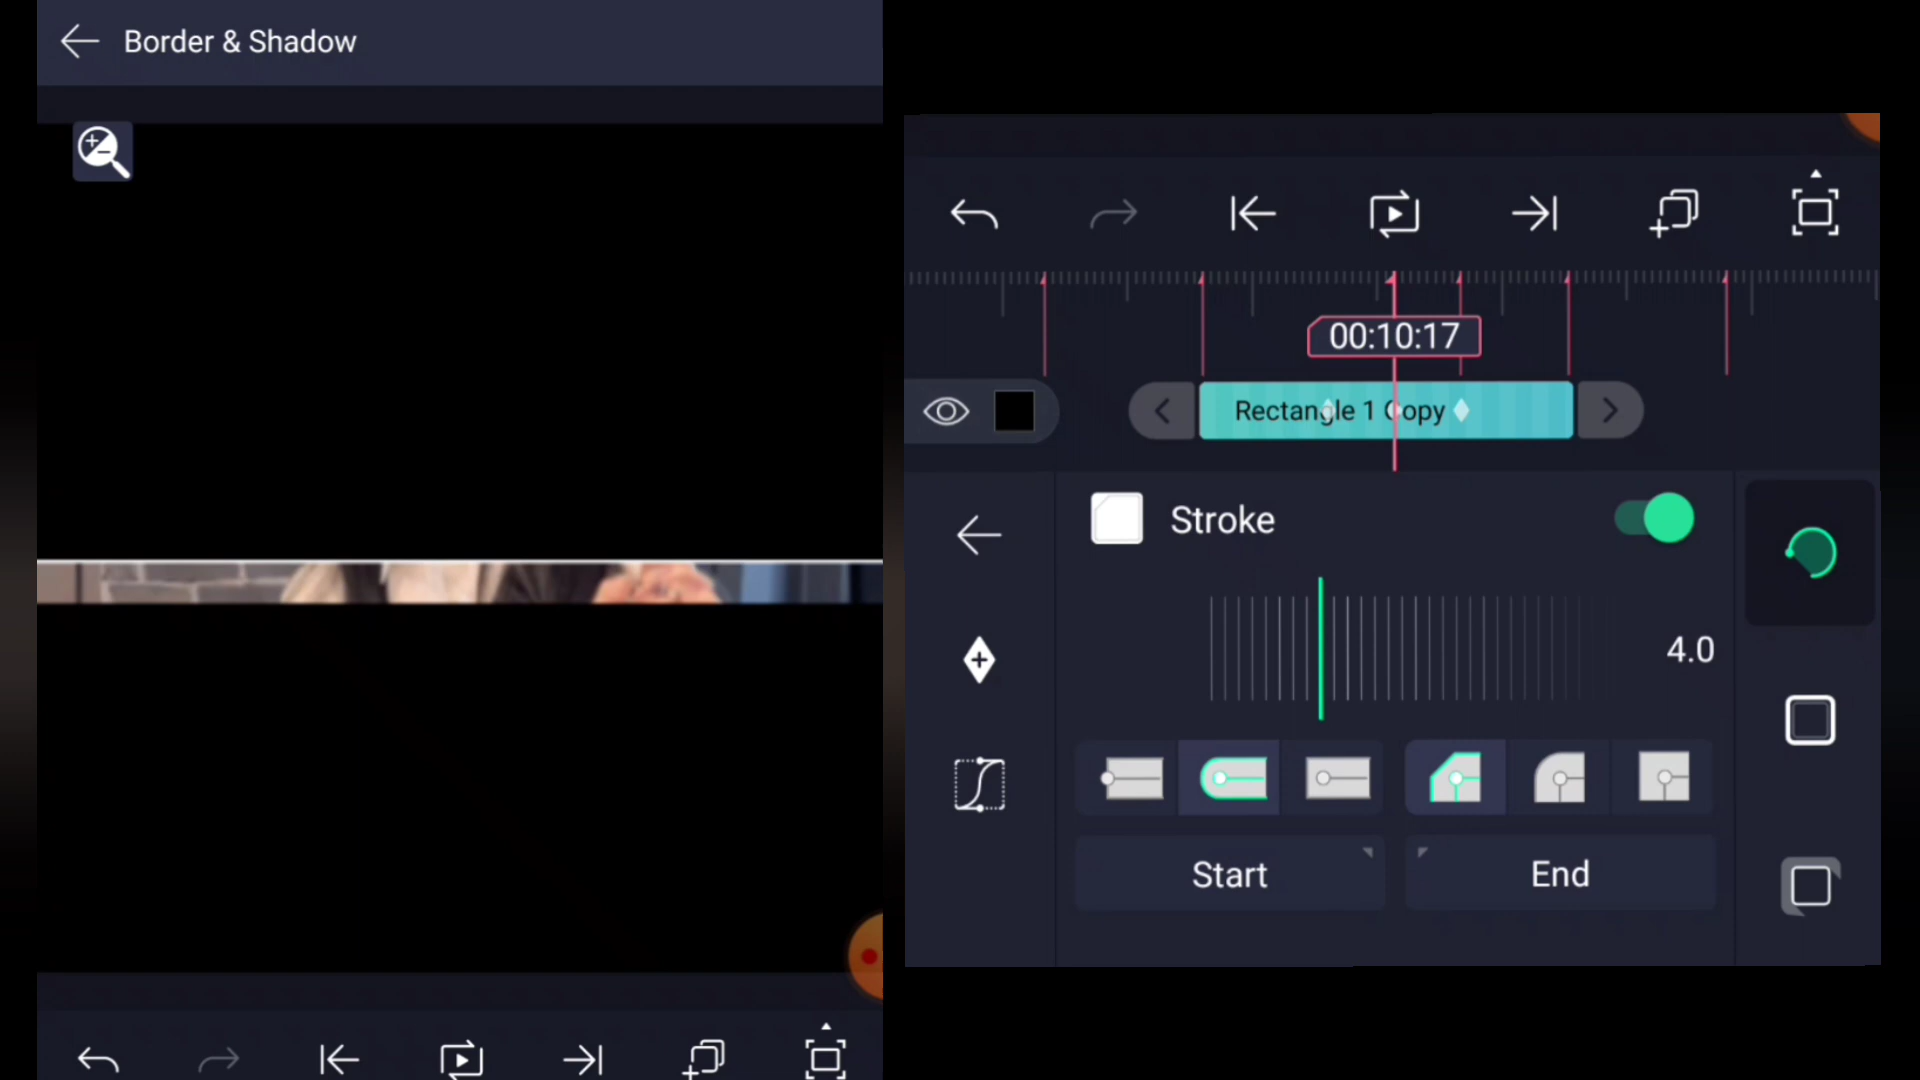 Border & Shadow
00:10:17
Rectangle 1 Copy
Stroke
4.0
Start
End